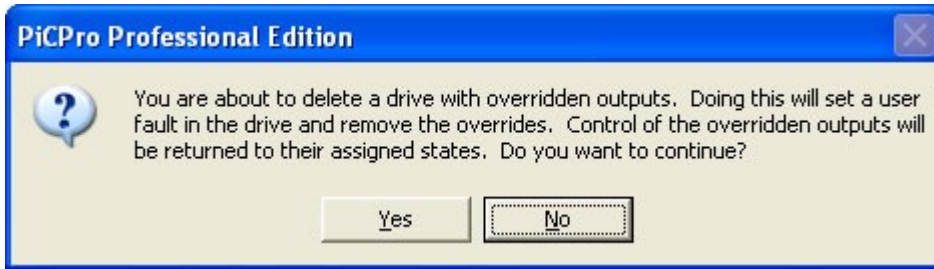 PiCPro Professional Edition
You are about to delete a drive with overridden outputs. Doing this will set a user
fault in the drive and remove the overrides. Control of the overridden outputs will
be returned to their assigned states. Do you want to continue?
Yes
No